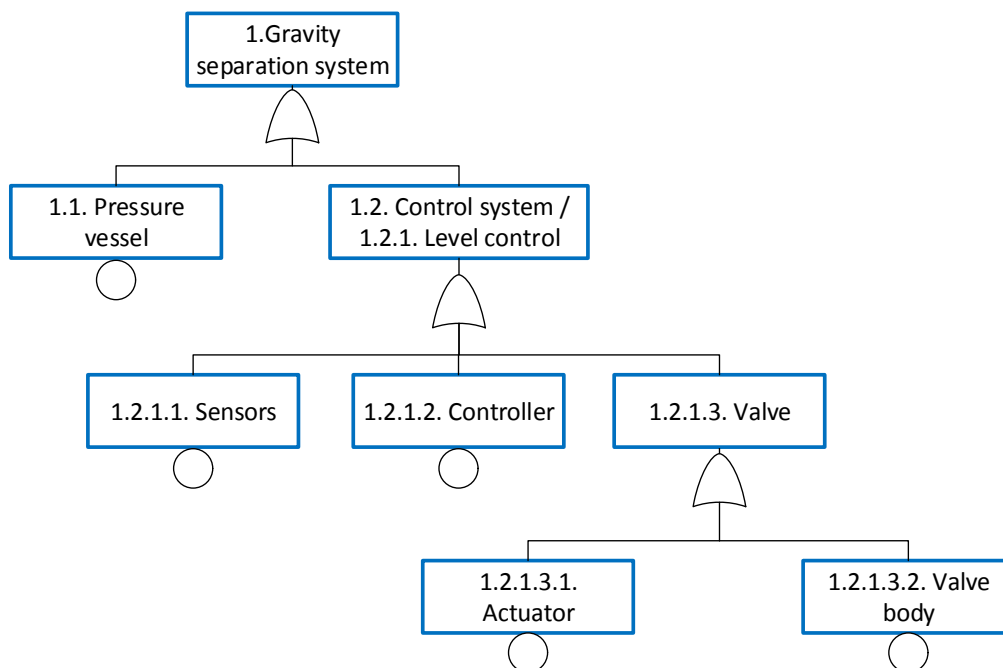 1.Gravity
separation system
1.1. Pressure
vessel
1.2. Control system /
1.2.1. Level control
1.2.1.1. Sensors
1.2.1.2. Controller
1.2.1.3. Valve
1.2.1.3.1.
Actuator
1.2.1.3.2. Valve
body